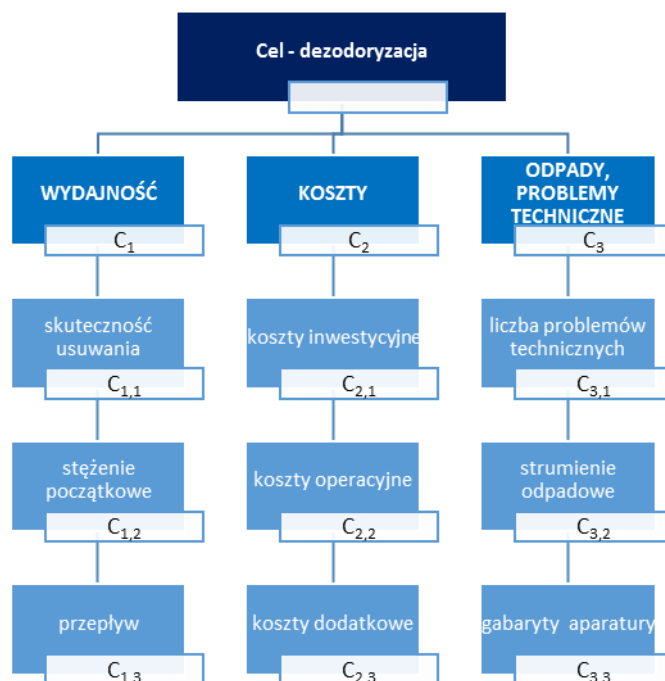 Cel - dezodoryzacja
WYDAJNOŚĆ
C1
skuteczność
usuwania
C1,1
stężenie
początkowe
C1,2
przepływ
C1,3
KOSZTY
C2
koszty inwestycyjne
C2,1
koszty operacyjne
C2,2
koszty dodatkowe
C2,3
ODPADY,
PROBLEMY
TECHNICZNE
C3
liczba problemów
technicznych
C3,1
strumienie
odpadowe
C3,2
gabaryty aparatury
C3,3